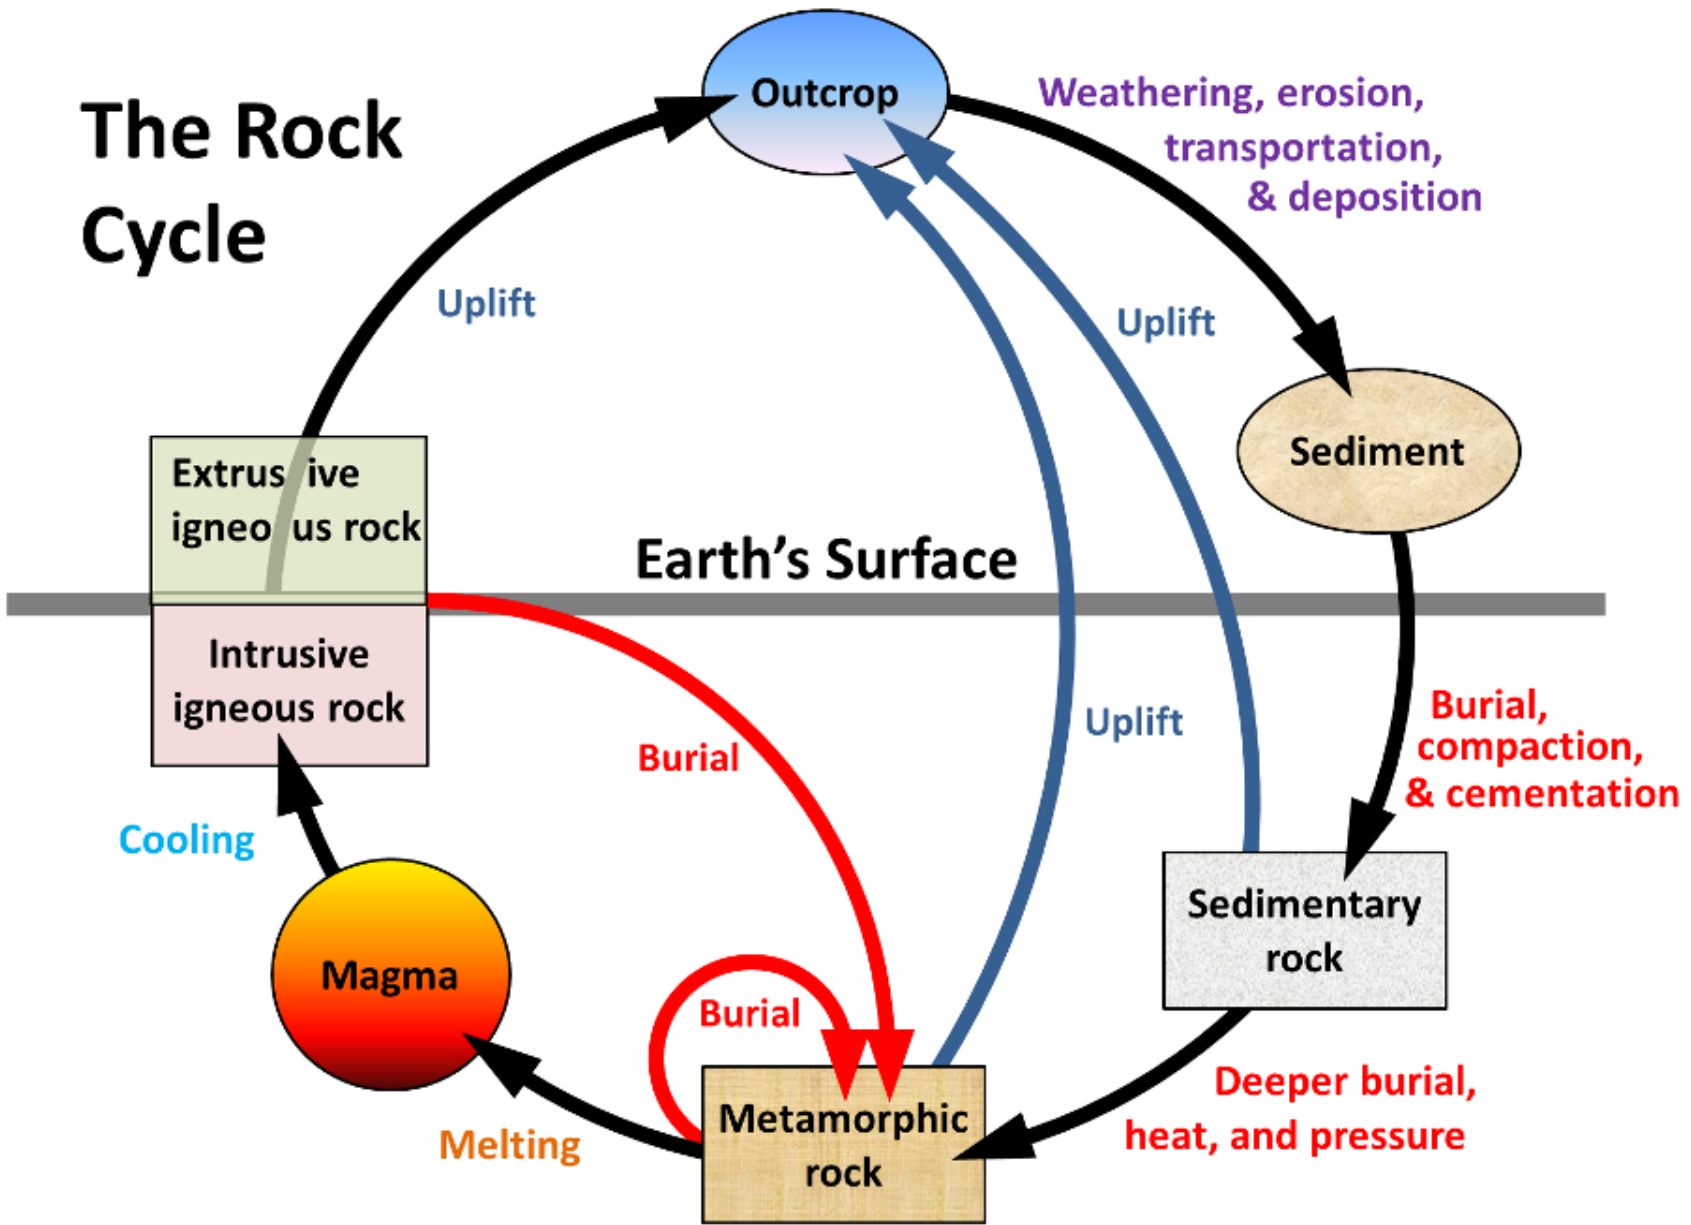 The Rock
Cycle
Outcrop
Weathering, erosion,
transportation,
& deposition
Uplift
Uplift
Sediment
Extrus ive
igneo us rock
Earth's Surface
Intrusive
igneous rock
Burial
Uplift
Burial,
compaction,
& cementation
Cooling
Sedimentary
rock
Magma
Burial
Deeper burial,
heat, and pressure
Melting
Metamorphic
rock